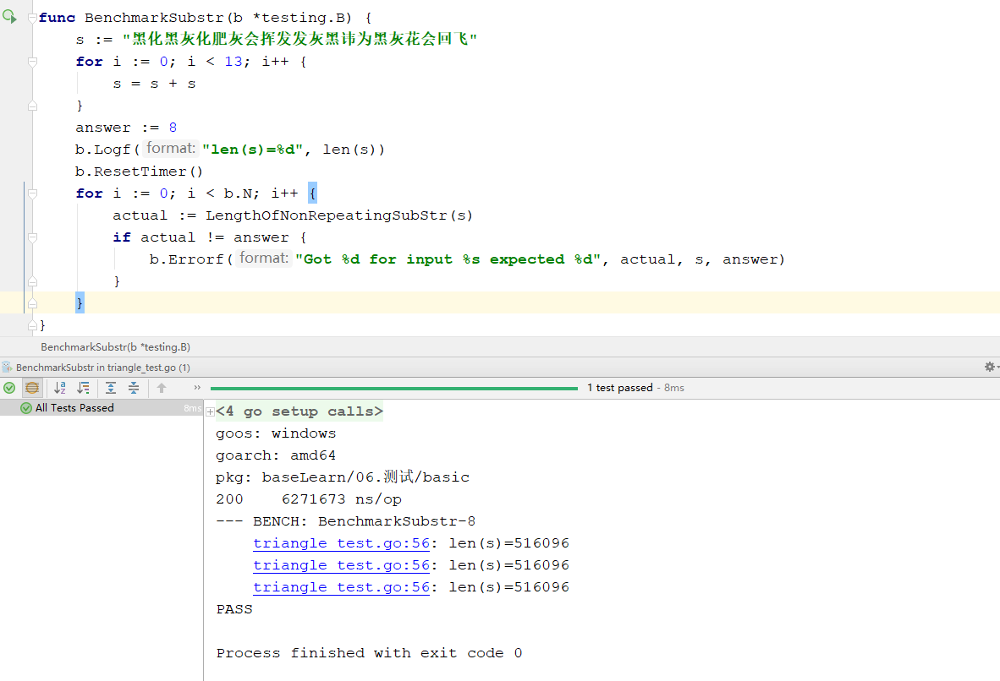 func BenchmarkSubstr(b *testing.B) {
s := "黑化黑灰化肥灰会挥发发灰黑讳为黑灰花会回飞"
for i := 0; i < 13; i++ {
s = s + s
}
answer := 8
b.Logf( format: "len(s)=%d", len(s))
b.ResetTimer()
for i := 0; i < b.N; i++ {
actual := LengthOfNonRepeatingSubStr(s)
if actual != answer {
b.Errorf( format: "Got %d for input %s expected %d", actual, s, answer)
}
}
}
BenchmarkSubstr(b *testing.B)
BenchmarkSubstr in triangle_test.go (1)
1 test passed - 8ms
All Tests Passed 8ms
<4 go setup calls>
goos: windows
goarch: amd64
pkg: baseLearn/06.测试/basic
200 6271673 ns/op
--- BENCH: BenchmarkSubstr-8
triangle_test.go:56: len(s)=516096
triangle_test.go:56: len(s)=516096
triangle_test.go:56: len(s)=516096
PASS
Process finished with exit code 0